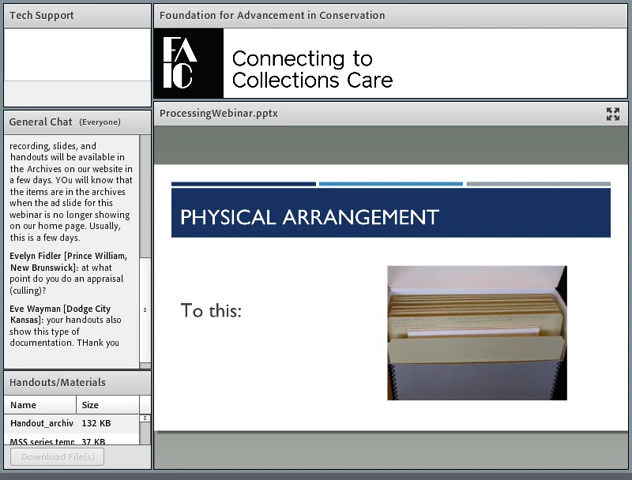 Tech Support
Foundation for Advancement in Conservation
FA
IC
Connecting to
Collections Care
General Chat (Everyone)
recording, slides, and
handouts will be available in
the Archives on our website in
a few days. YOu will know that
the items are in the archives
when the ad slide for this
webinar is no longer showing
on our home page. Usually,
this is a few days.
Evelyn Fidler [Prince William,
New Brunswick]: at what
point do you do an appraisal
(culling)?
Eve Wayman [Dodge City
Kansas]: your handouts also
show this type of
documentation. THank you
ProcessingWebinar.pptx
PHYSICAL ARRANGEMENT
To this:
Handouts/Materials
Name Size
Handout_archiv 132 KB
MSS series temp 37 KB
Download File(s)